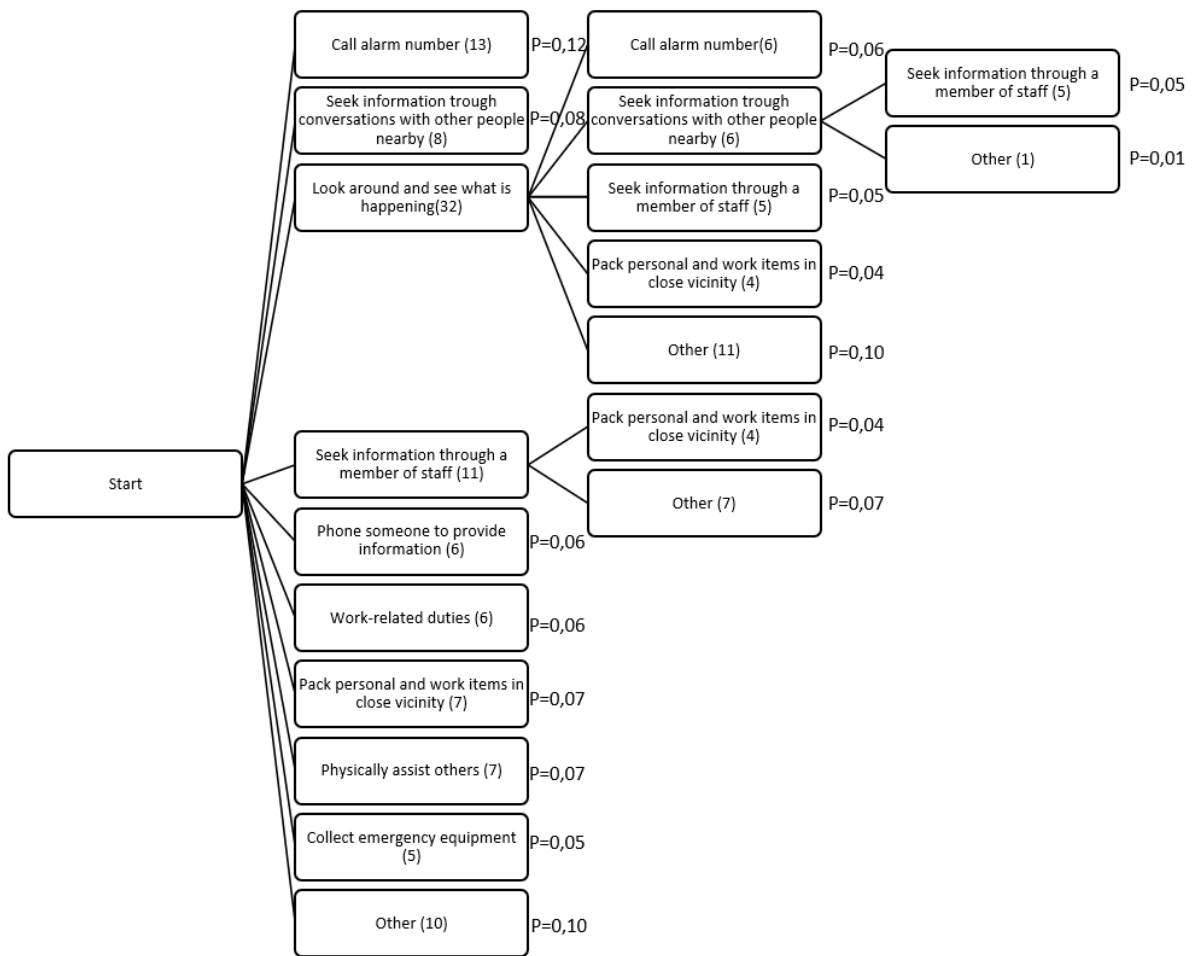 Start
Call alarm number (13)
P=0,12
Seek information trough
conversations with other people
nearby (8)
P=0,08
Look around and see what is
happening(32)
Call alarm number(6)
P=0,06
Seek information trough
conversations with other people
nearby (6)
Seek information through a
member of staff (5)
P=0,05
Other (1)
P=0,01
Seek information through a
member of staff (5)
P=0,05
Pack personal and work items in
close vicinity (4)
P=0,04
Other (11)
P=0,10
Seek information through a
member of staff (11)
Pack personal and work items in
close vicinity (4)
P=0,04
Other (7)
P=0,07
Phone someone to provide
information (6)
P=0,06
Work-related duties (6)
P=0,06
Pack personal and work items in
close vicinity (7)
P=0,07
Physically assist others (7)
P=0,07
Collect emergency equipment
(5)
P=0,05
Other (10)
P=0,10